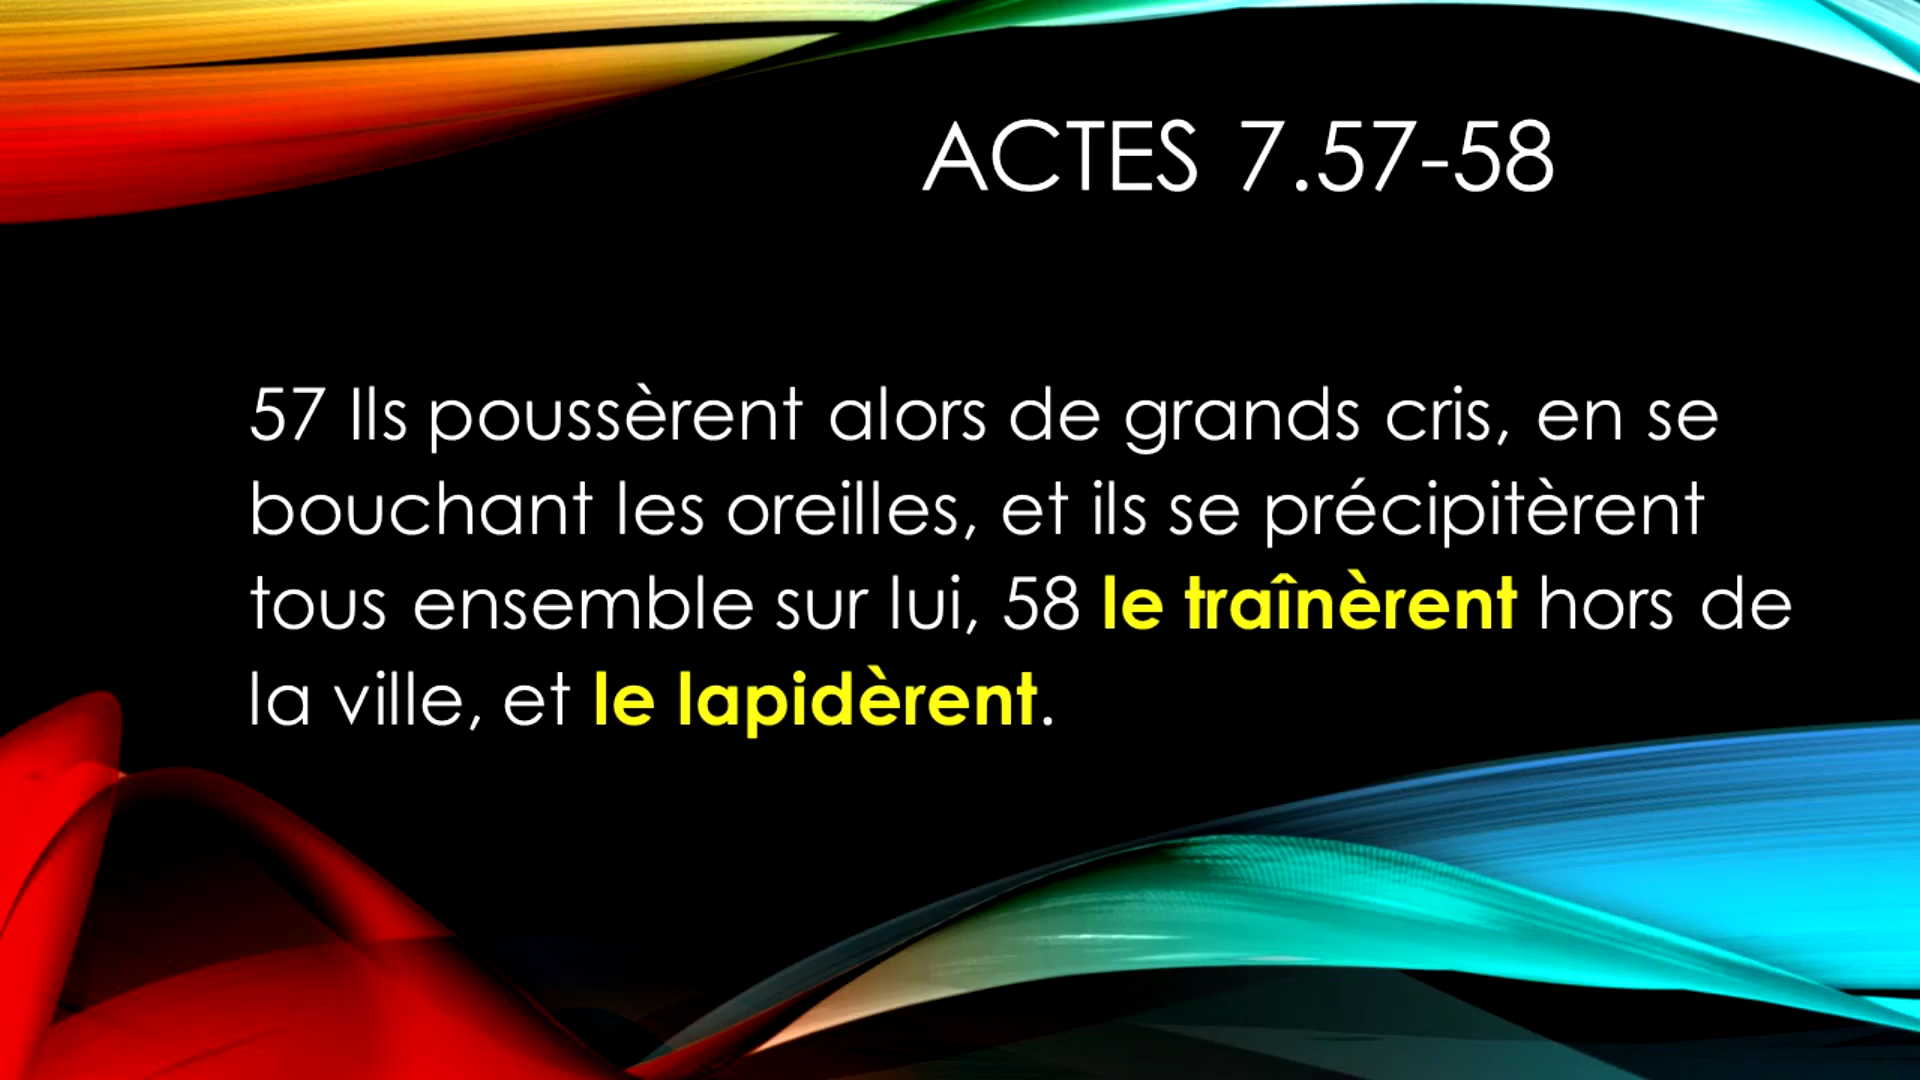 ACTES 7.57-58
57 Ils poussèrent alors de grands cris, en se
bouchant les oreilles, et ils se précipitèrent
tous ensemble sur lui, 58 le traînèrent hors de
la ville, et le lapidèrent.